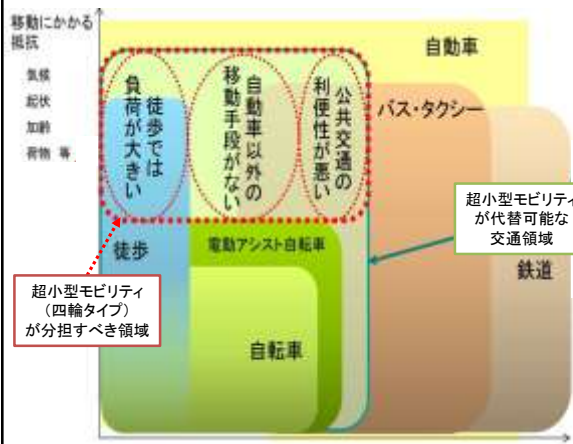 移動にかかる
抵抗
気候
起伏
加齢
荷物 等
自動車
徒歩では
負荷が大きい
自動車以外の
移動手段がない
公共交通の
利便性が悪い
バス・タクシー
超小型モビリティ
が代替可能な
交通領域
徒歩
電動アシスト自転車
鉄道
超小型モビリティ
（四輪タイプ）
が分担すべき領域
自転車